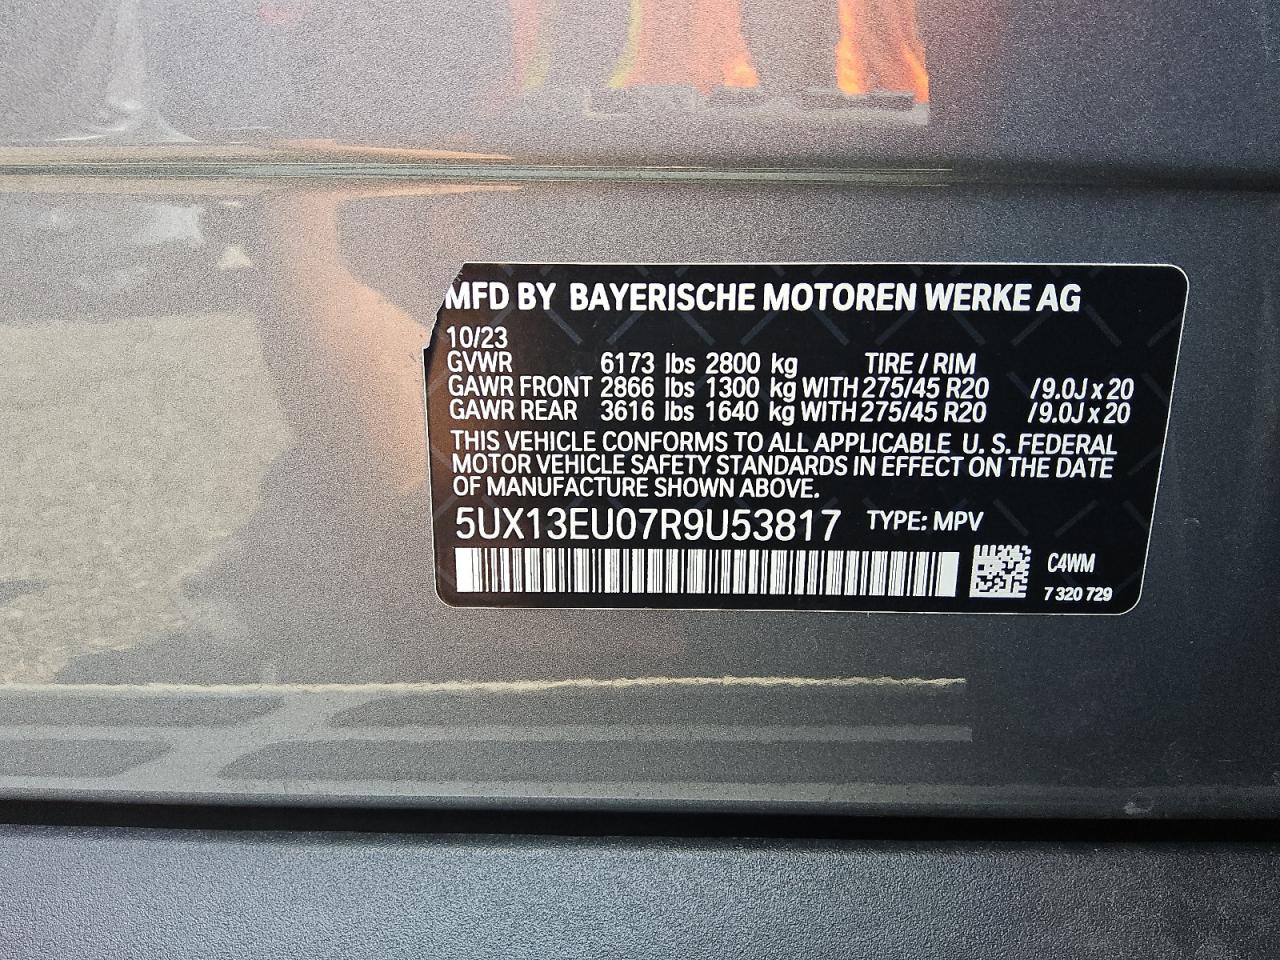 MFD BY BAYERISCHE MOTOREN WERKE AG
10/23
GVWR 6173 lbs 2800 kg TIRE / RIM
GAWR FRONT 2866 lbs 1300 kg WITH 275/45 R20 /9.0J x 20
GAWR REAR 3616 lbs 1640 kg WITH 275/45 R20 /9.0J x 20
THIS VEHICLE CONFORMS TO ALL APPLICABLE U. S. FEDERAL
MOTOR VEHICLE SAFETY STANDARDS IN EFFECT ON THE DATE
OF MANUFACTURE SHOWN ABOVE.
5UX13EU07R9U53817 TYPE: MPV
C4WM
7 320 729